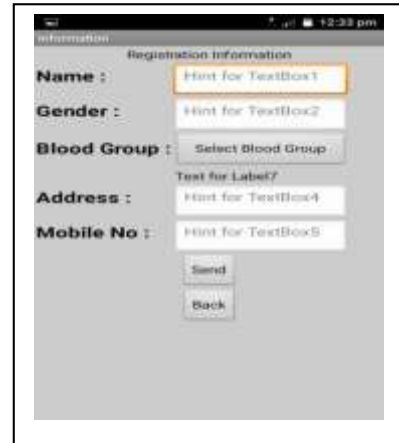 12:33 pm
Information
Registration Information
Name : Hint for TextBox1
Gender : Hint for TextBox2
Blood Group : Select Blood Group
Text for Label7
Address : Hint for TextBox4
Mobile No : Hint for TextBox5
Send
Back